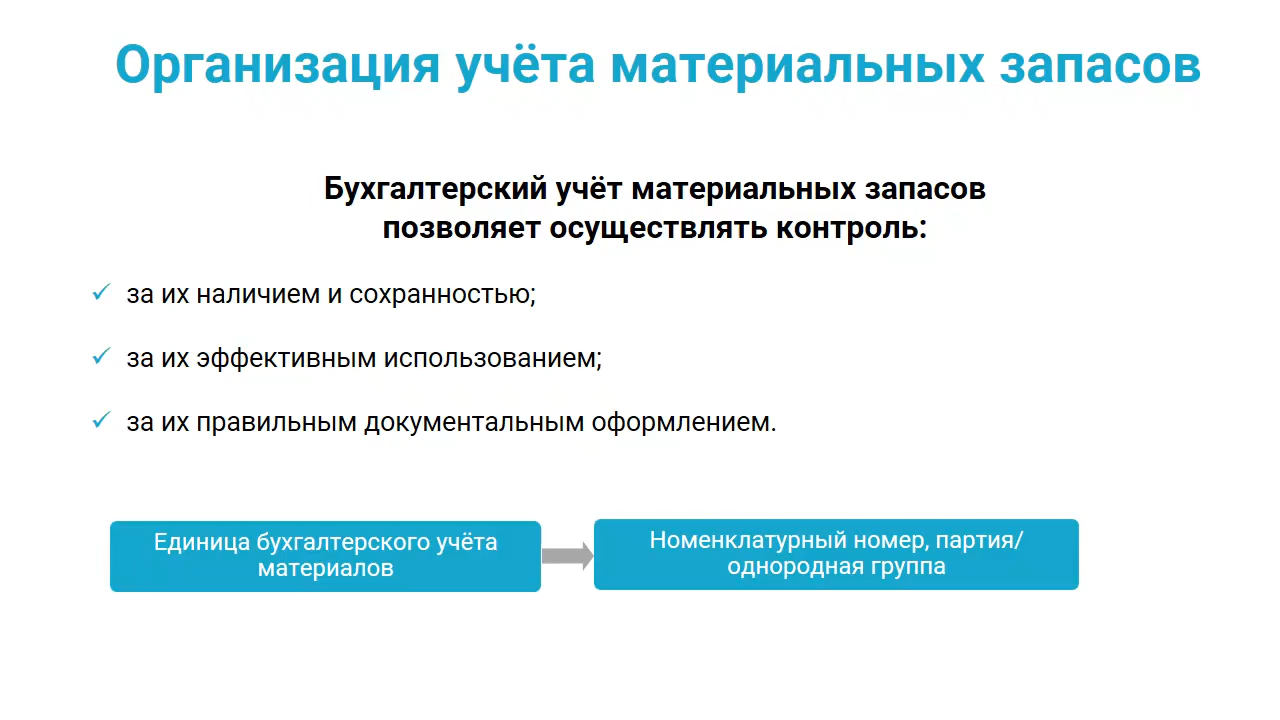 Организация учёта материальных запасов
Бухгалтерский учёт материальных запасов
позволяет осуществлять контроль:
за их наличием и сохранностью;
за их эффективным использованием;
за их правильным документальным оформлением.
Единица бухгалтерского учёта
материалов
Номенклатурный номер, партия/
однородная группа